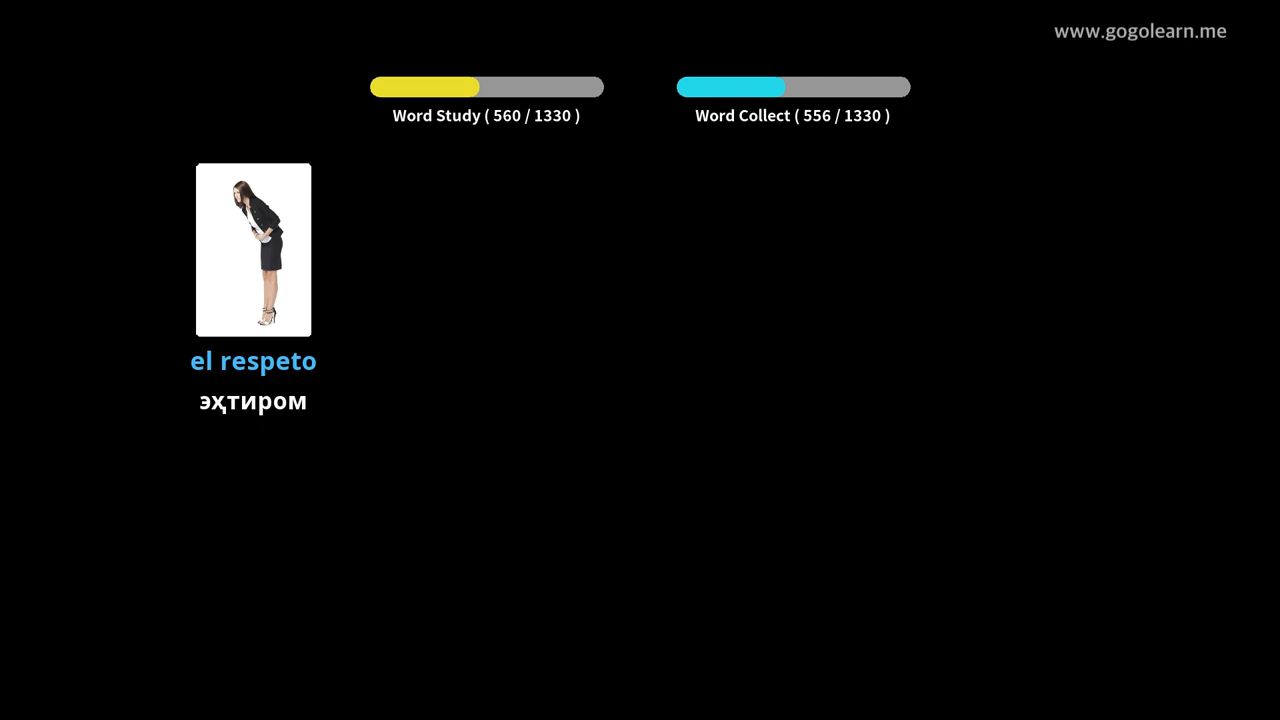 www.gogolearn.me
Word Study ( 560 / 1330 )
Word Collect ( 556 / 1330 )
el respeto
эҳтиром